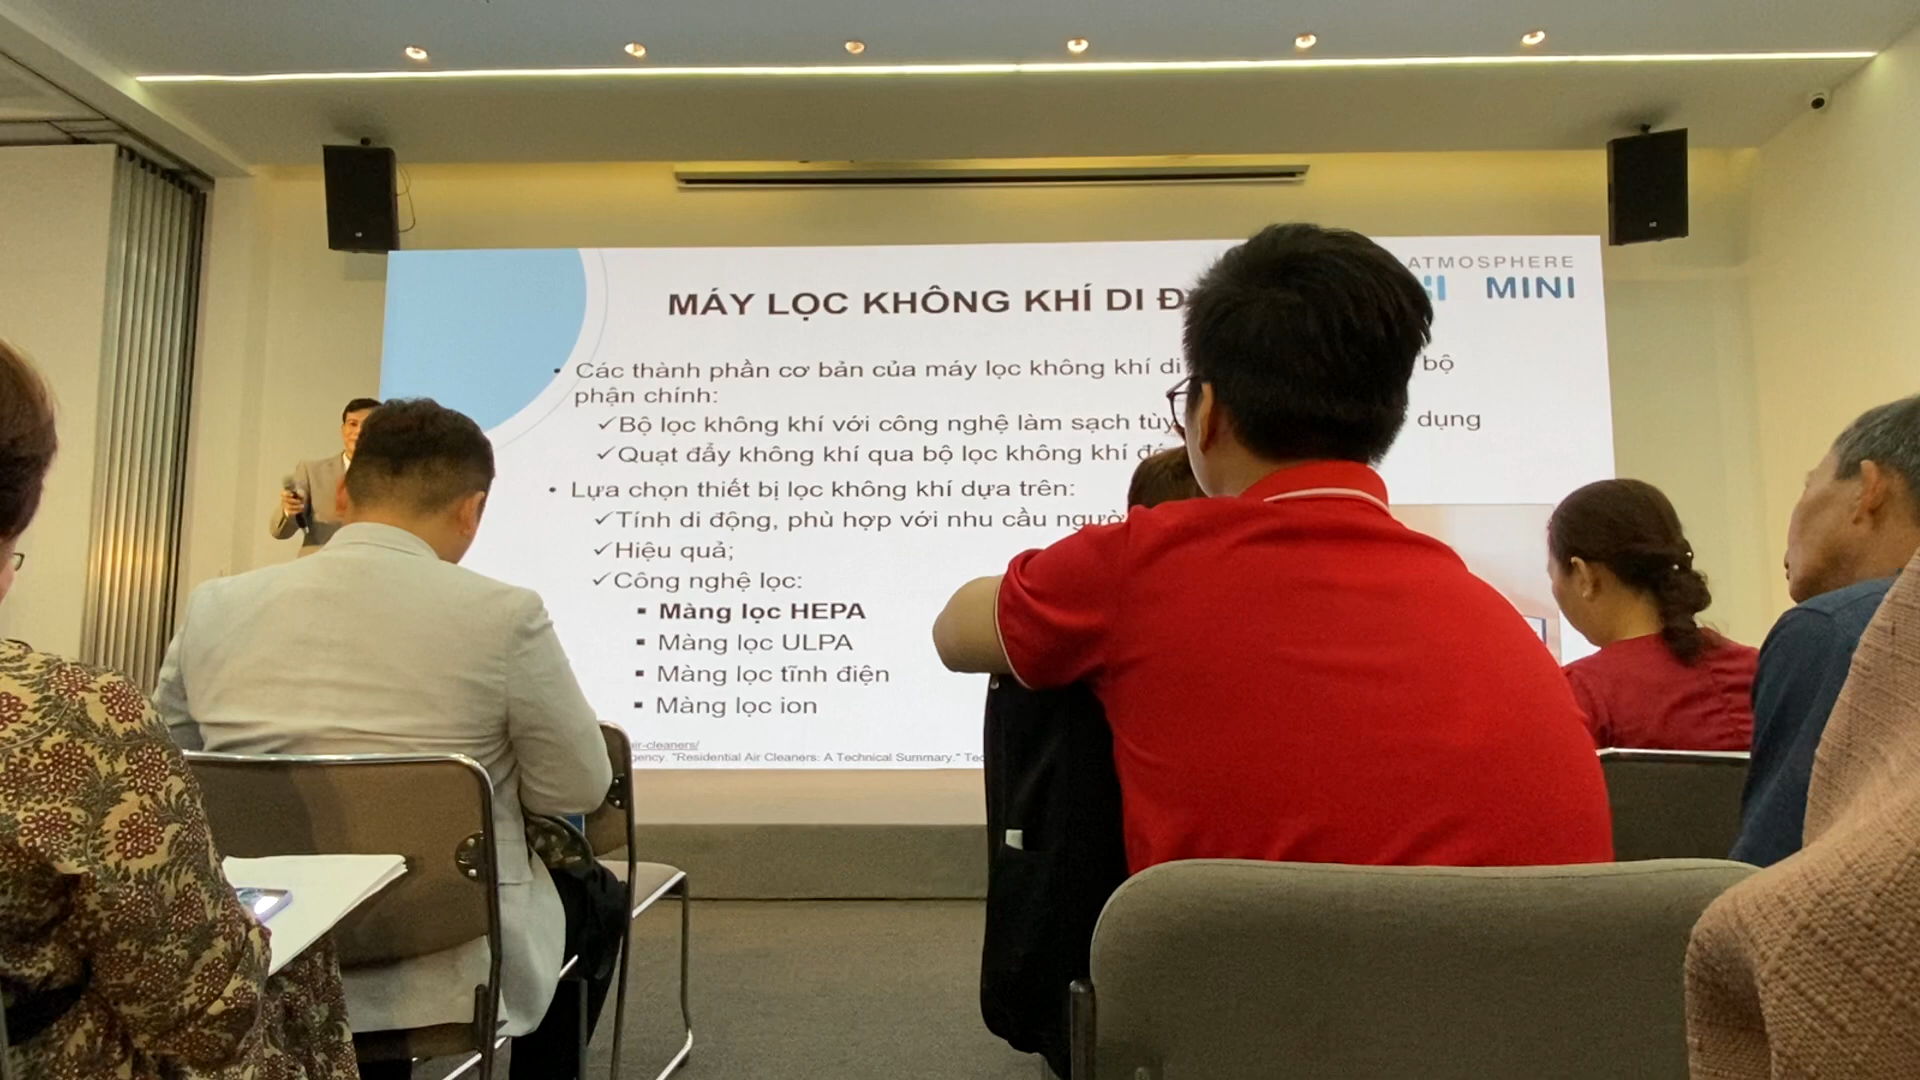 ATMOSPHERE
MINI
MÁY LỌC KHÔNG KHÍ DI
• Các thành phần cơ bản của máy lọc không khí di bộ
phận chính:
✓Bộ lọc không khí với công nghệ làm sạch tùy dụng
✓Quạt đẩy không khí qua bộ lọc không khí
• Lựa chọn thiết bị lọc không khí dựa trên:
✓Tính di động, phù hợp với nhu cầu
✓Hiệu quả;
✓Công nghệ lọc:
▪ Màng lọc HEPA
▪ Màng lọc ULPA
▪ Màng lọc tĩnh điện
▪ Màng lọc ion
air-cleaners/
"Residential Air Cleaners: A Technical Summary."